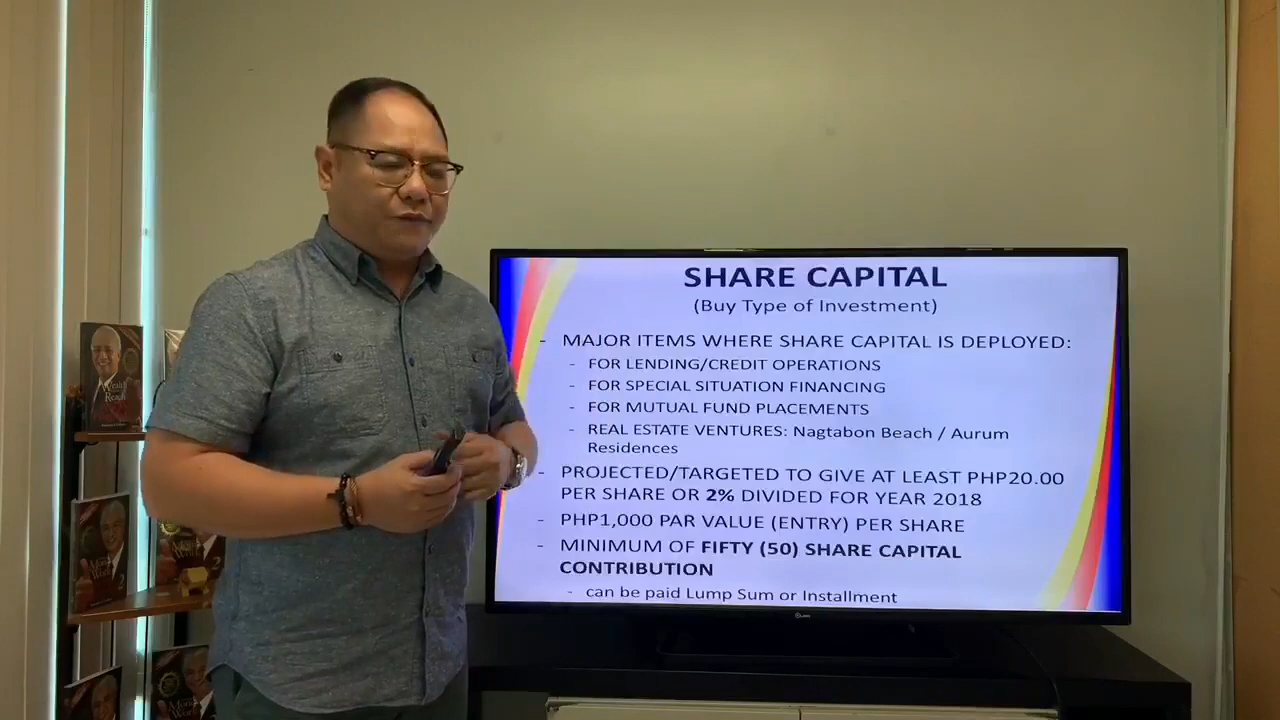 SHARE CAPITAL
(Buy Type of Investment)
- MAJOR ITEMS WHERE SHARE CAPITAL IS DEPLOYED:
- FOR LENDING/CREDIT OPERATIONS
- FOR SPECIAL SITUATION FINANCING
- FOR MUTUAL FUND PLACEMENTS
- REAL ESTATE VENTURES: Nagtabon Beach / Aurum
Residences
- PROJECTED/TARGETED TO GIVE AT LEAST PHP20.00
PER SHARE OR 2% DIVIDED FOR YEAR 2018
- PHP1,000 PAR VALUE (ENTRY) PER SHARE
- MINIMUM OF FIFTY (50) SHARE CAPITAL
CONTRIBUTION
- can be paid Lump Sum or Installment
Wealth
Reach
2